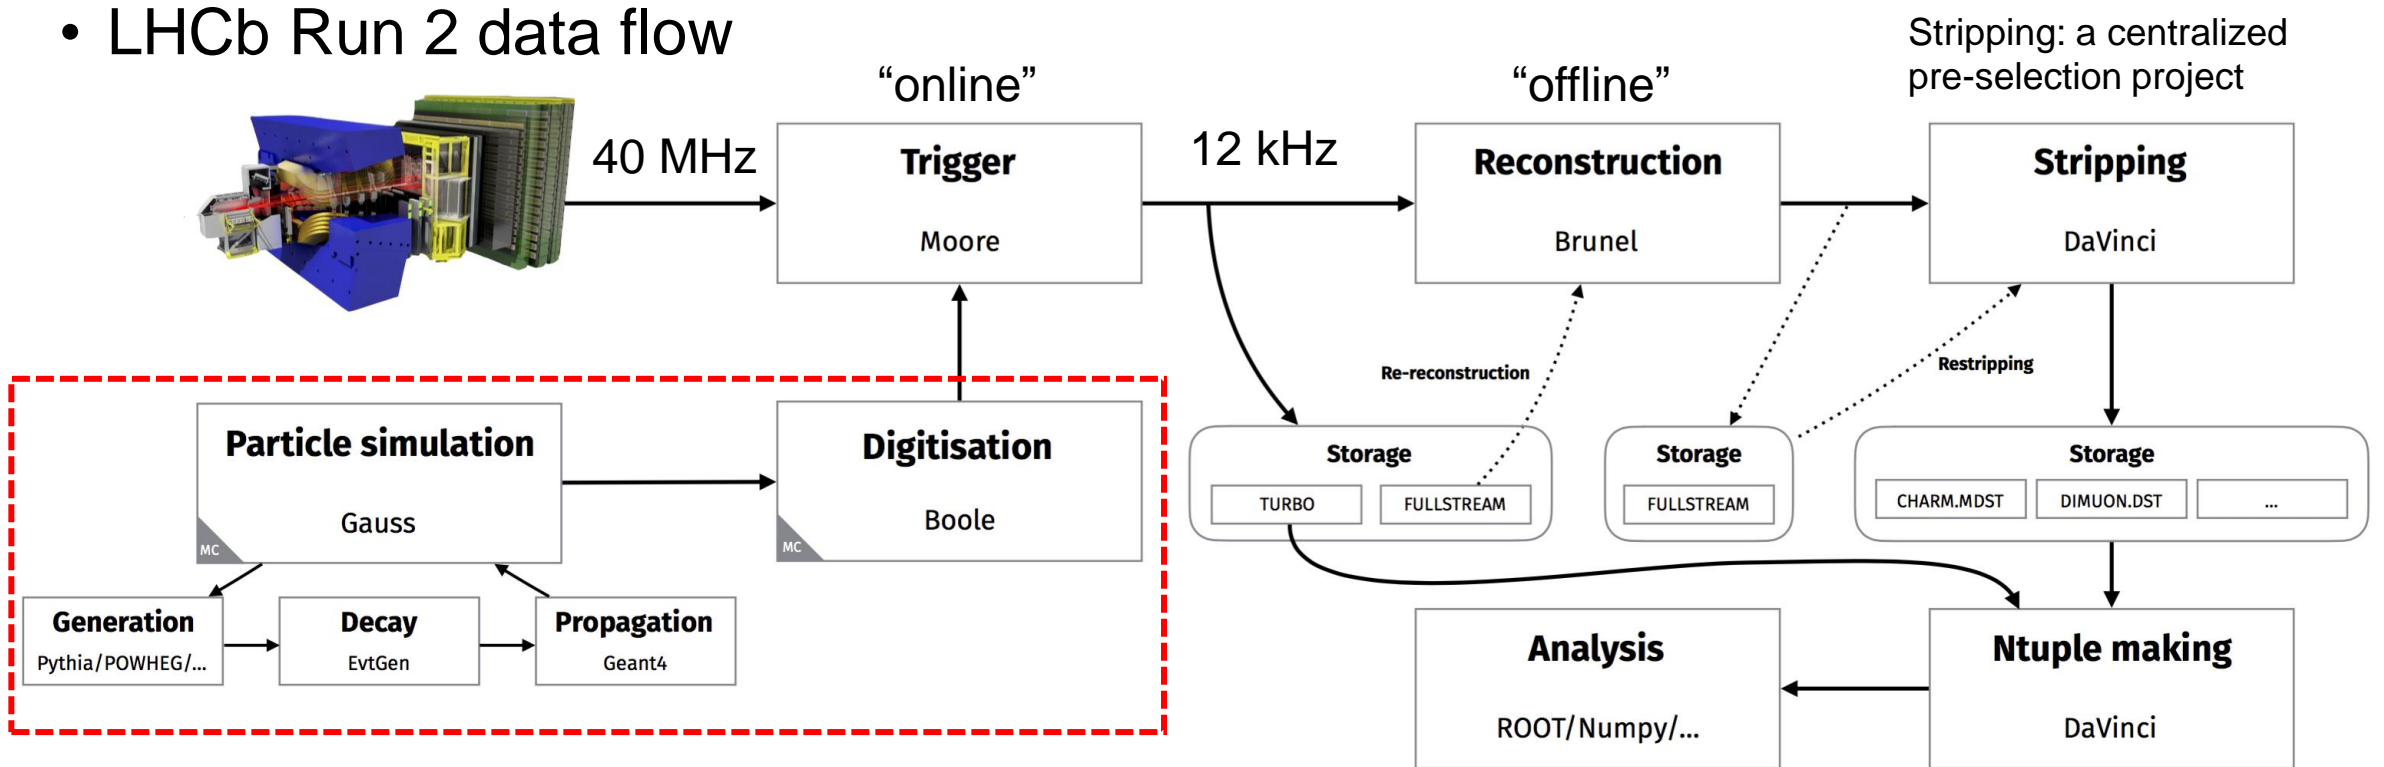 • LHCb Run 2 data flow
Stripping: a centralized
pre-selection project
“online”
“offline”
40 MHz
Trigger
Moore
12 kHz
Reconstruction
Brunel
Stripping
DaVinci
Re-reconstruction
Restripping
Particle simulation
Gauss
MC
Digitisation
Boole
MC
Storage
TURBO
FULLSTREAM
Storage
FULLSTREAM
Storage
CHARM.MDST
DIMUON.DST
...
Generation
Pythia/POWHEG/...
Decay
EvtGen
Propagation
Geant4
Analysis
ROOT/Numpy/...
Ntuple making
DaVinci